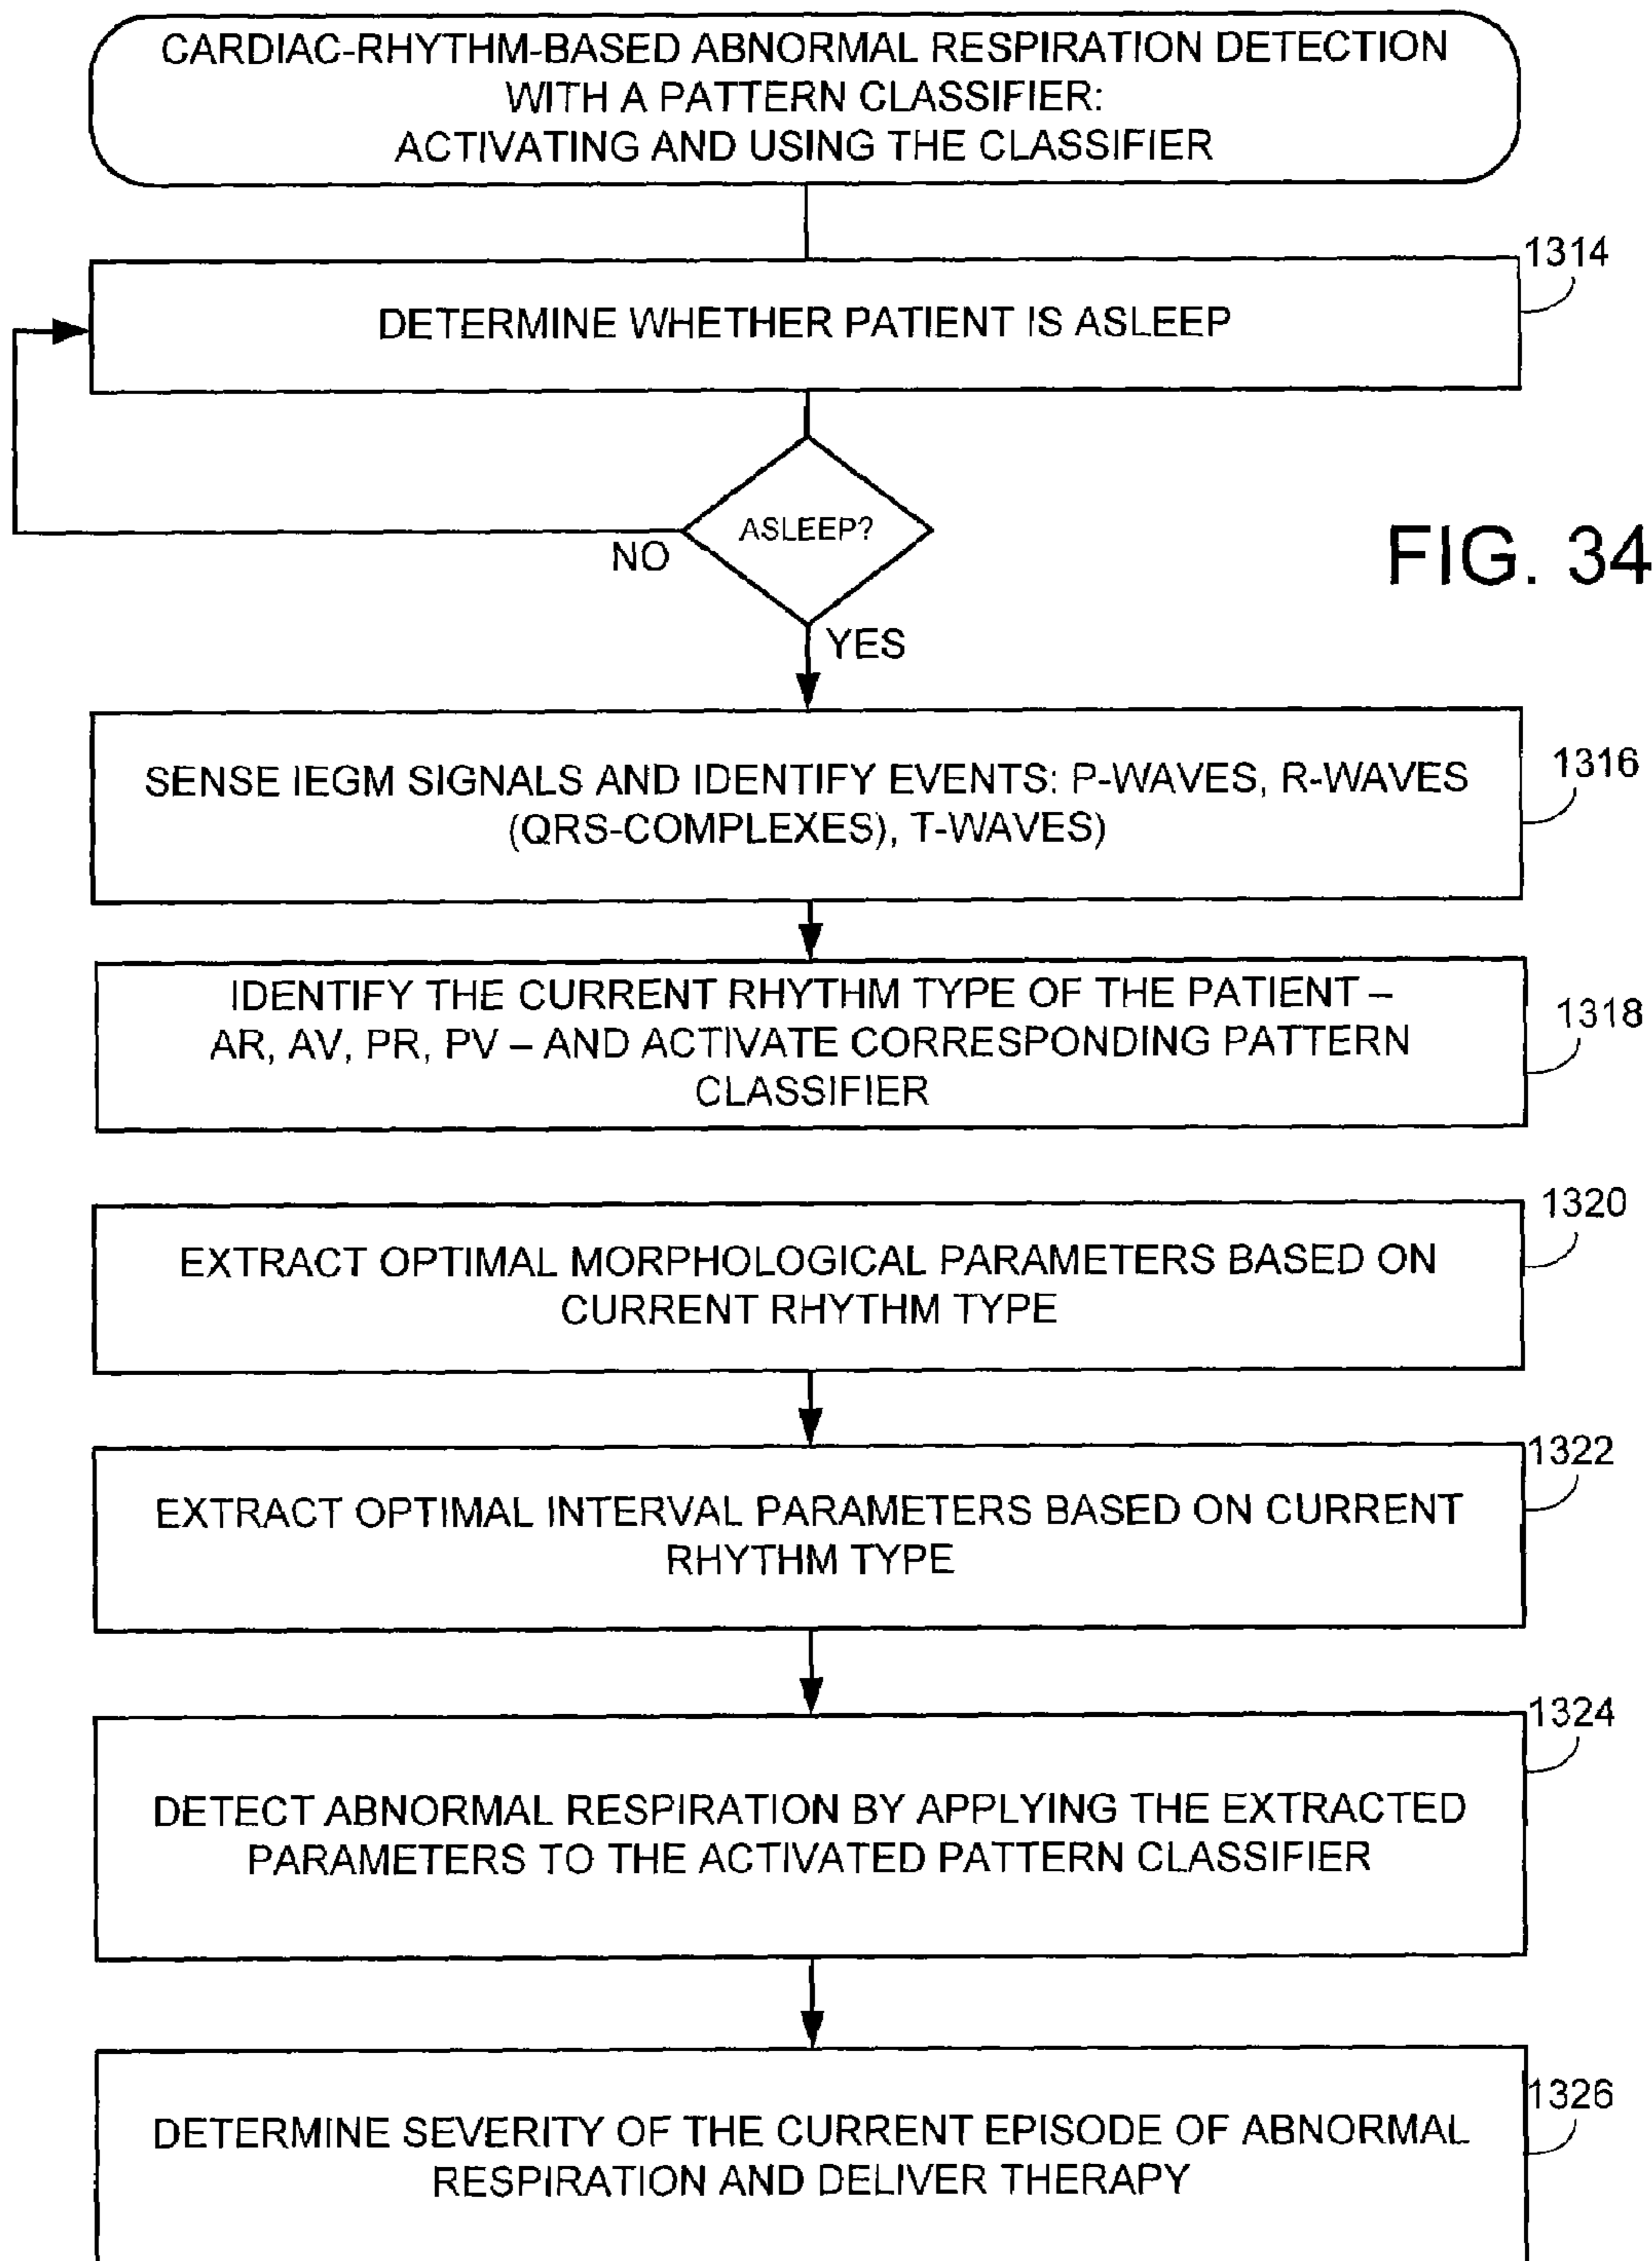 CARDIAC-RHYTHM-BASED ABNORMAL RESPIRATION DETECTION
WITH A PATTERN CLASSIFIER:
ACTIVATING AND USING THE CLASSIFIER
1314
DETERMINE WHETHER PATIENT IS ASLEEP
ASLEEP?
NO
FIG. 34
YES
1316
SENSE IEGM SIGNALS AND IDENTIFY EVENTS: P-WAVES, R-WAVES
(QRS-COMPLEXES), T-WAVES)
1318
IDENTIFY THE CURRENT RHYTHM TYPE OF THE PATIENT –
AR, AV, PR, PV – AND ACTIVATE CORRESPONDING PATTERN
CLASSIFIER
1320
EXTRACT OPTIMAL MORPHOLOGICAL PARAMETERS BASED ON
CURRENT RHYTHM TYPE
1322
EXTRACT OPTIMAL INTERVAL PARAMETERS BASED ON CURRENT
RHYTHM TYPE
1324
DETECT ABNORMAL RESPIRATION BY APPLYING THE EXTRACTED
PARAMETERS TO THE ACTIVATED PATTERN CLASSIFIER
1326
DETERMINE SEVERITY OF THE CURRENT EPISODE OF ABNORMAL
RESPIRATION AND DELIVER THERAPY